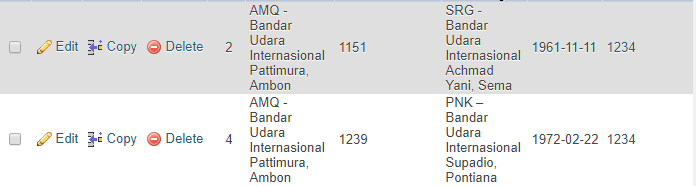 Edit Copy Delete 2 AMQ - Bandar Udara Internasional Pattimura, Ambon 1151 SRG - Bandar Udara Internasional Achmad Yani, Sema 1961-11-11 1234
Edit Copy Delete 4 AMQ - Bandar Udara Internasional Pattimura, Ambon 1239 PNK – Bandar Udara Internasional Supadio, Pontiana 1972-02-22 1234